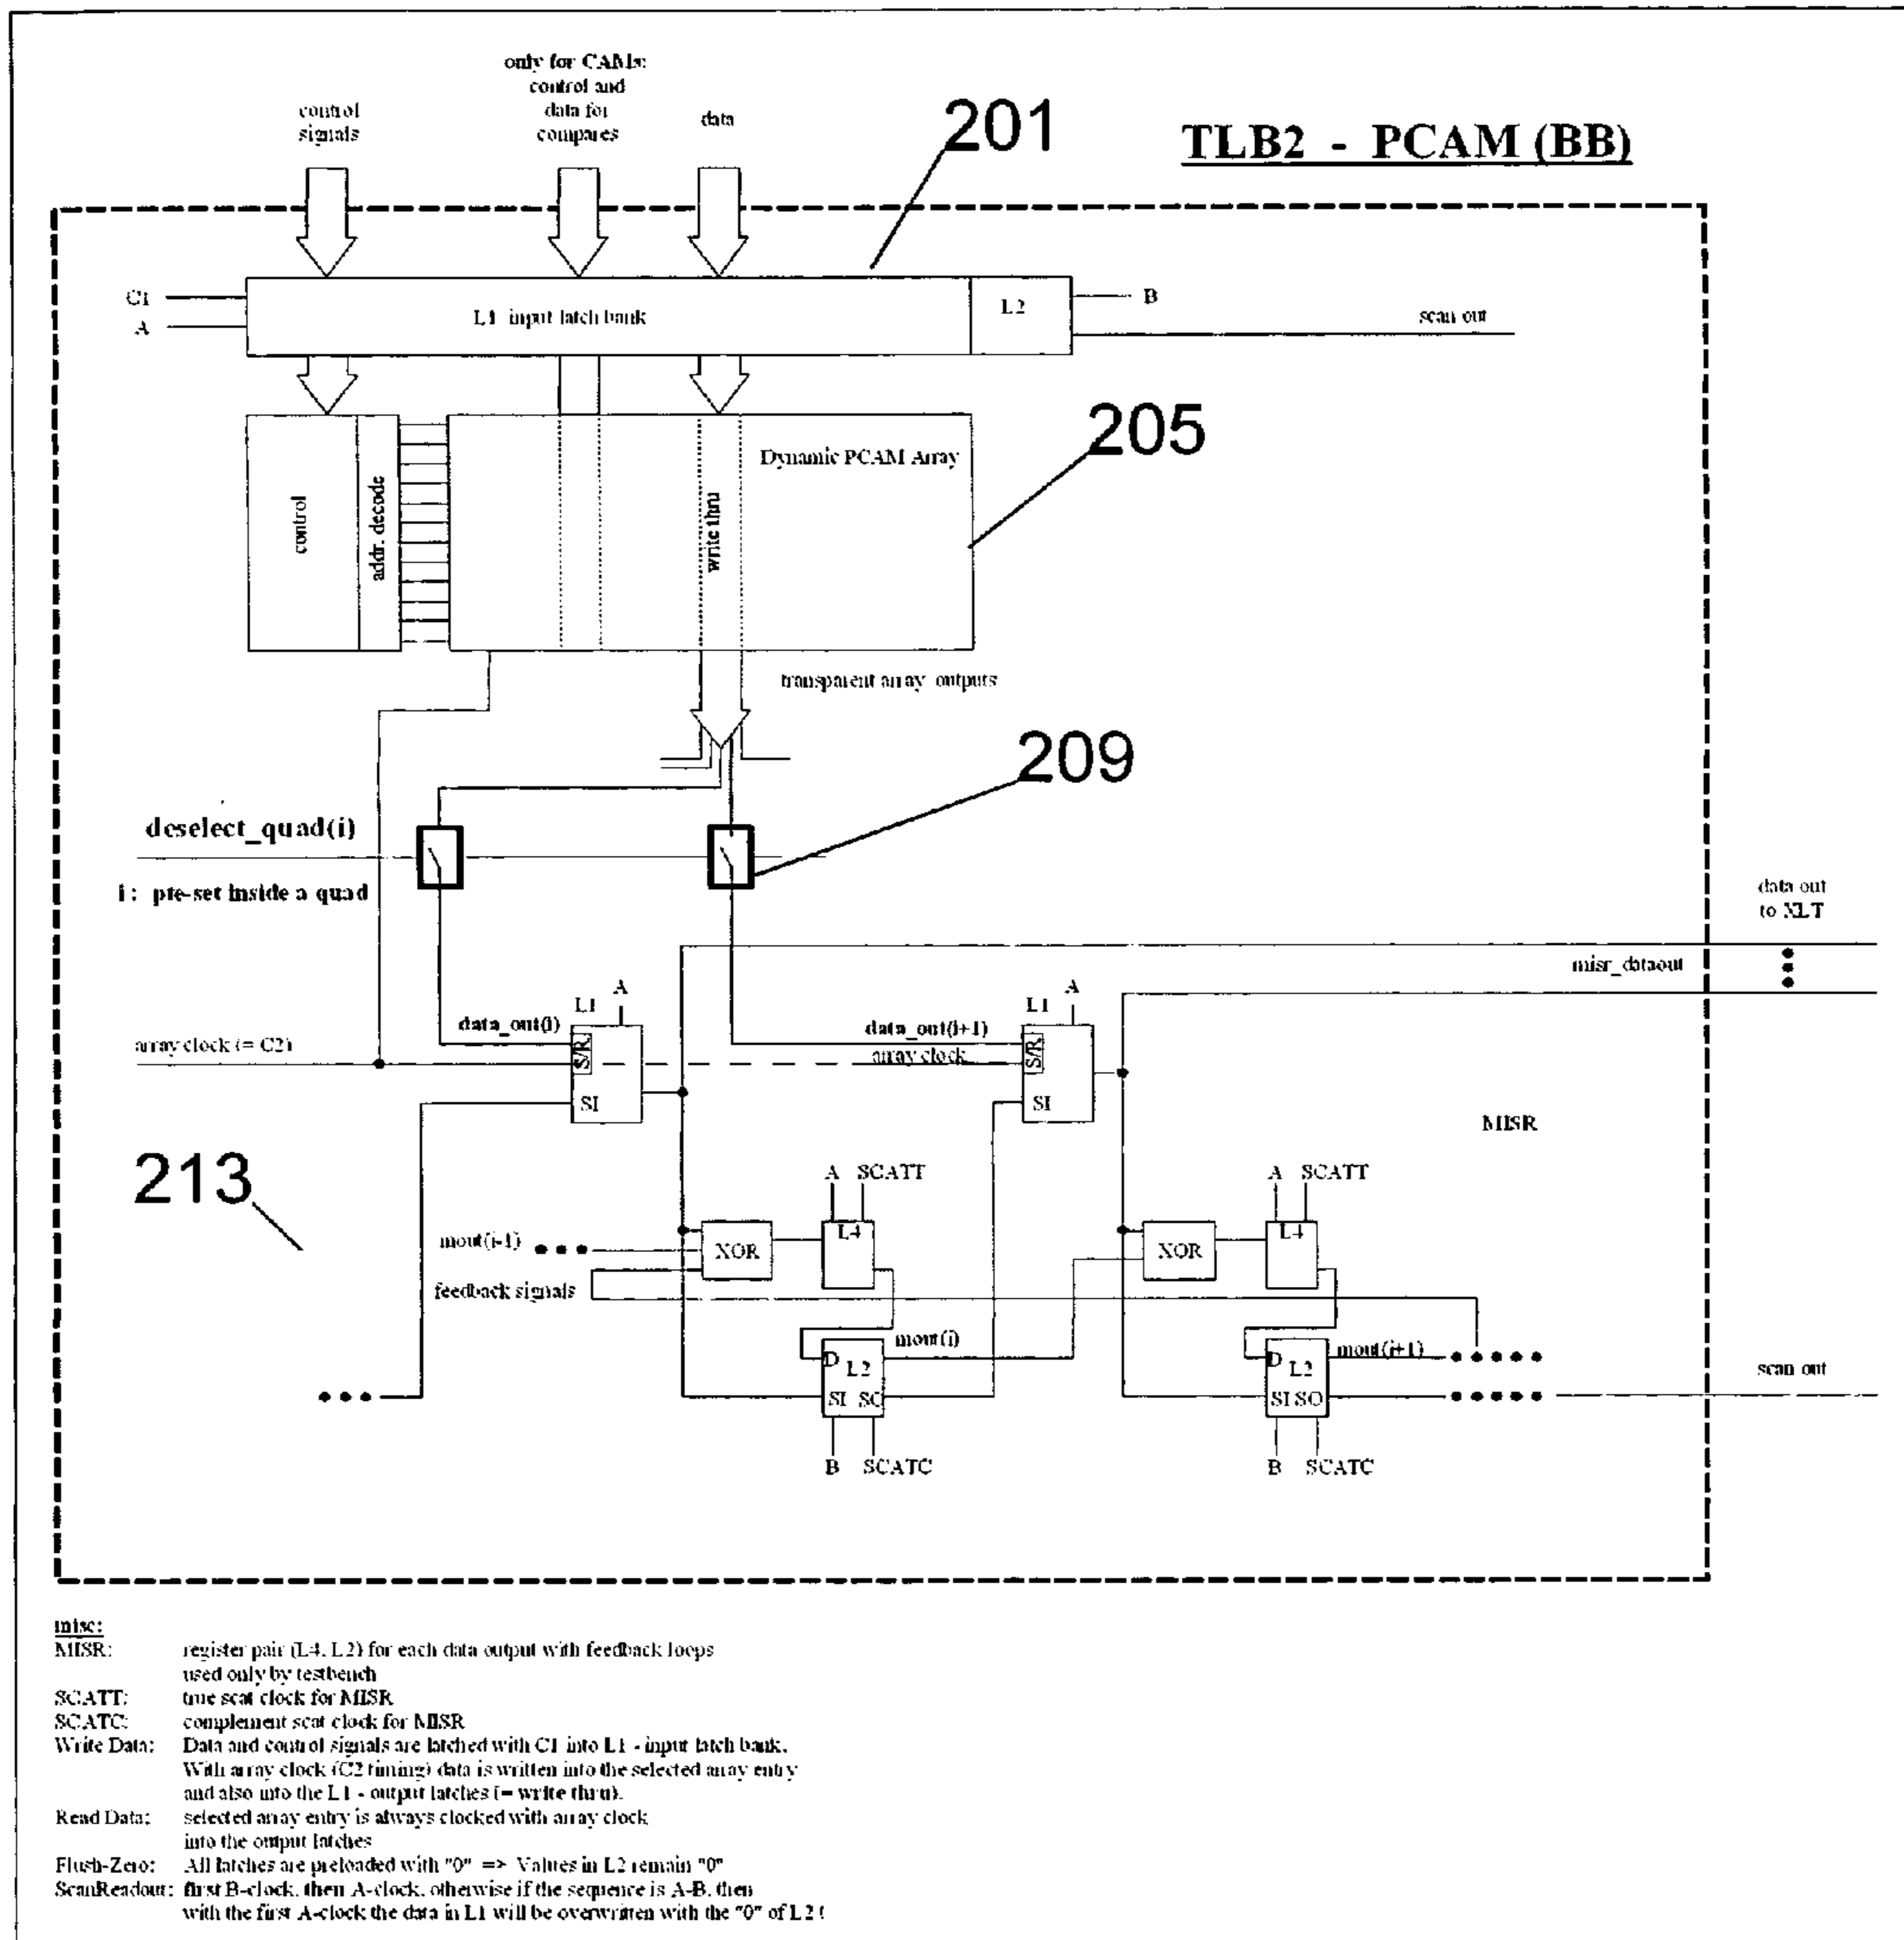 only for CAMs:
control and
data for
compares
control
signals
data
201
TLB2 - PCAM (BB)
C1
A
L1 input latch bank
L2
B
scan out
205
control
addr. decode
write thru
Dynamic PCAM Array
transparent array outputs
209
deselect_quad(i)
i: pre-set inside a quad
data out
to XLT
misr_dataout
L1
A
L1
A
data_out(i)
data_out(i+1)
array clock (= C2)
array clock
S/R
S/R
SI
SI
MISR
213
A SCATT
A SCATT
mout(i-1)
XOR
L4
XOR
L4
feedback signals
mout(i)
mout(i+1)
D
L2
D
L2
SI SO
SI SO
scan out
B SCATC
B SCATC
misc:
MISR: register pair (L4, L2) for each data output with feedback loops
used only by testbench
SCATT: true scat clock for MISR
SCATC: complement scat clock for MISR
Write Data: Data and control signals are latched with C1 into L1 - input latch bank.
With array clock (C2 timing) data is written into the selected array entry
and also into the L1 - output latches (= write thru).
Read Data: selected array entry is always clocked with array clock
into the output latches
Flush-Zero: All latches are preloaded with "0" => Values in L2 remain "0"
ScanReadout: first B-clock, then A-clock, otherwise if the sequence is A-B, then
with the first A-clock the data in L1 will be overwritten with the "0" of L2 !